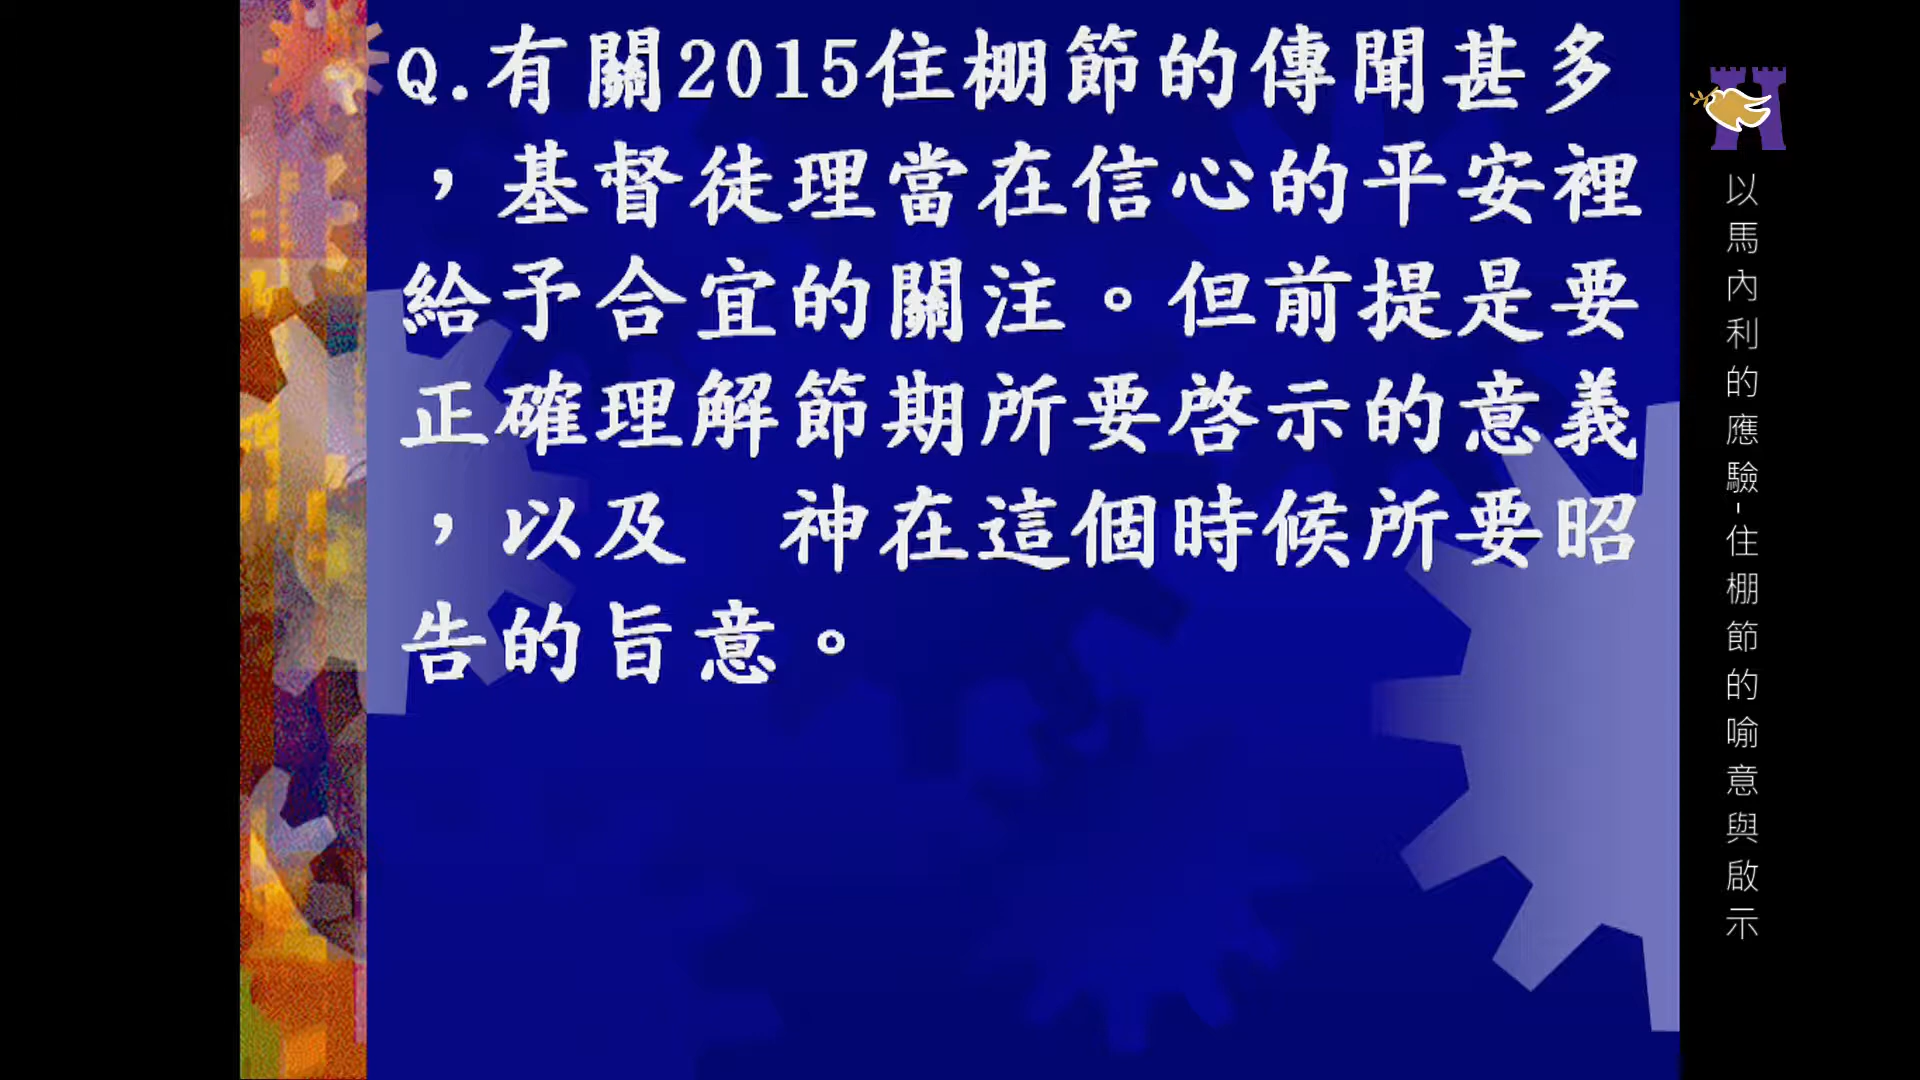 Q.有關2015住棚節的傳聞甚多
，基督徒理當在信心的平安裡
給予合宜的關注。但前提是要
正確理解節期所要啓示的意義
，以及　神在這個時候所要昭
告的旨意。
以馬內利的應驗-住棚節的喻意與啟示